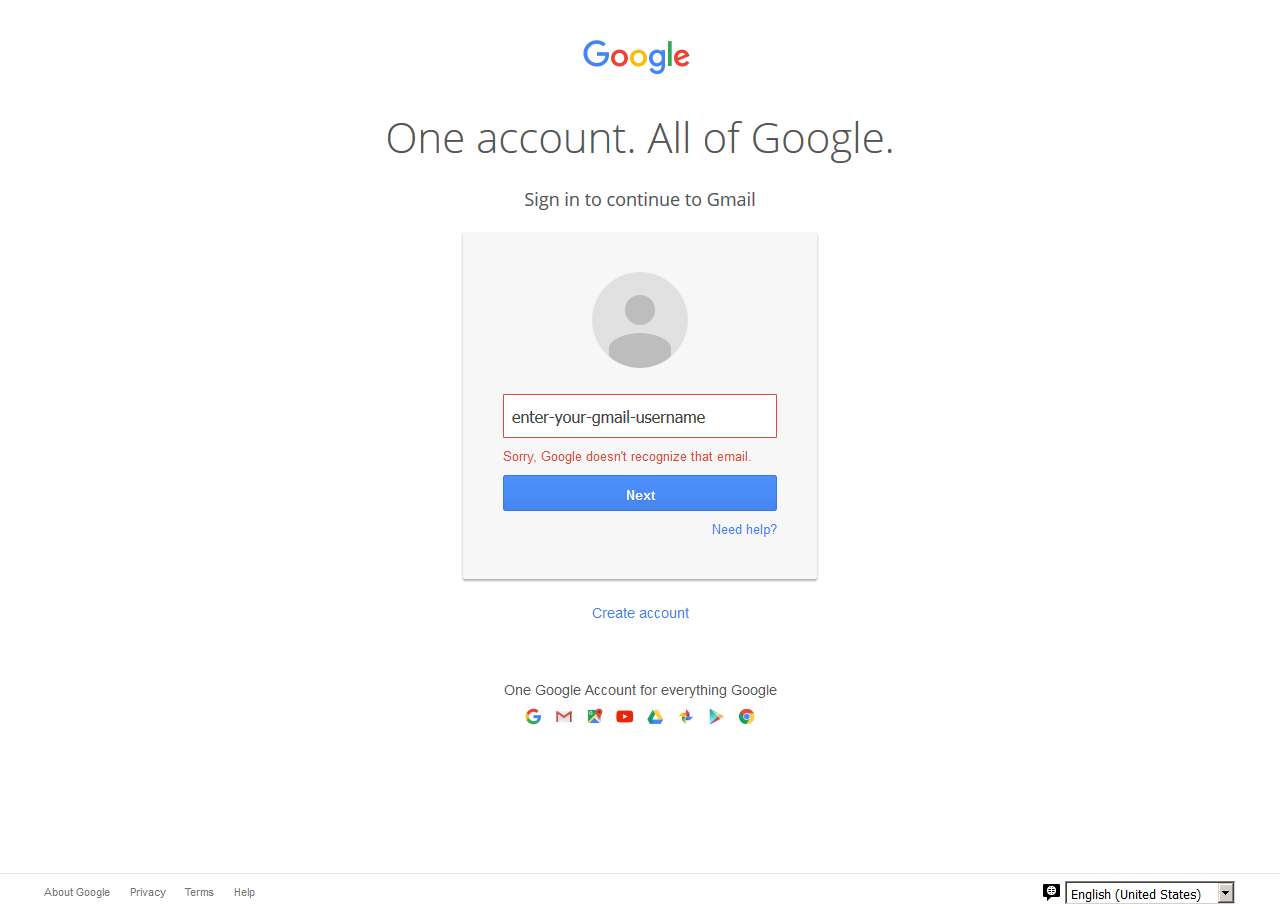 Google
One account. All of Google.
Sign in to continue to Gmail
enter-your-gmail-username
Sorry, Google doesn't recognize that email.
Next
Need help?
Create account
One Google Account for everything Google
About Google Privacy Terms Help English (United States)